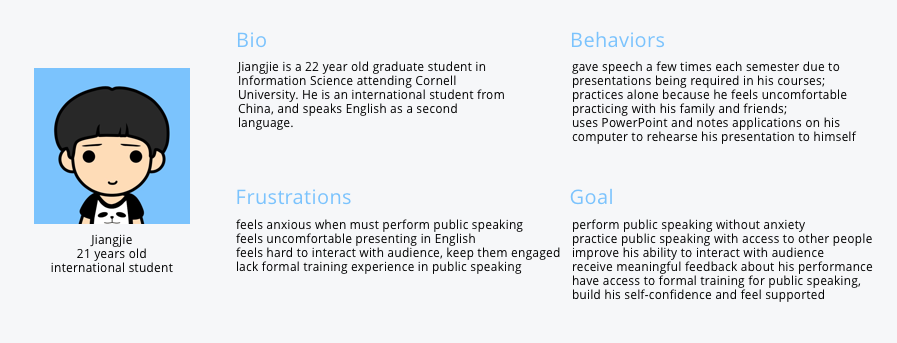 Bio
Jiangjie is a 22 year old graduate student in
Information Science attending Cornell
University. He is an international student from
China, and speaks English as a second
language.
Behaviors
gave speech a few times each semester due to
presentations being required in his courses;
practices alone because he feels uncomfortable
practicing with his family and friends;
uses PowerPoint and notes applications on his
computer to rehearse his presentation to himself
Jiangjie
21 years old
international student
Frustrations
feels anxious when must perform public speaking
feels uncomfortable presenting in English
feels hard to interact with audience, keep them engaged
lack formal training experience in public speaking
Goal
perform public speaking without anxiety
practice public speaking with access to other people
improve his ability to interact with audience
receive meaningful feedback about his performance
have access to formal training for public speaking,
build his self-confidence and feel supported